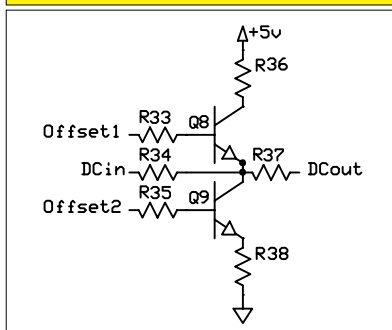 +5v
R36
R33 Q8
Offset1
R34 R37
DCin DCout
R35 Q9
Offset2
R38